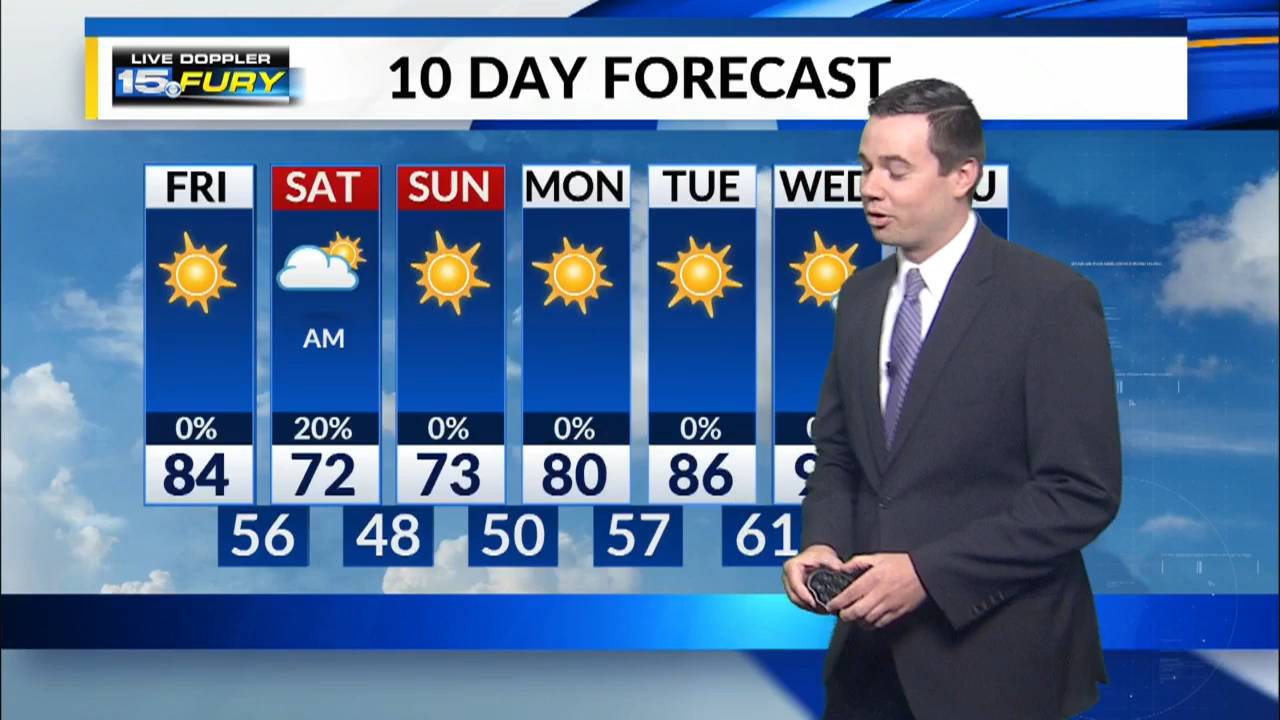 LIVE DOPPLER
15 FURY
10 DAY FORECAST
FRI SAT SUN MON TUE WED
AM
0% 20% 0% 0% 0%
84 72 73 80 86
56 48 50 57 61